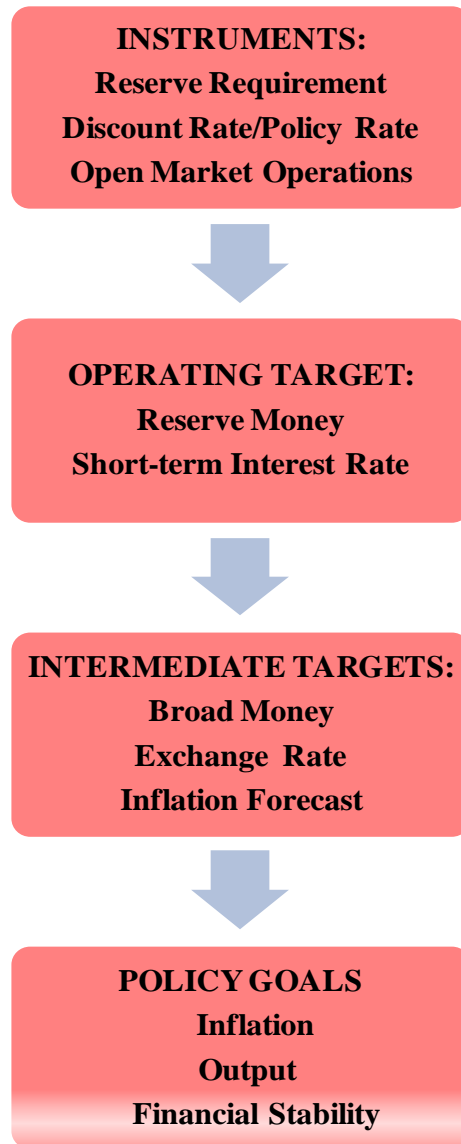 INSTRUMENTS:
Reserve Requirement
Discount Rate/Policy Rate
Open Market Operations
OPERATING TARGET:
Reserve Money
Short-term Interest Rate
INTERMEDIATE TARGETS:
Broad Money
Exchange Rate
Inflation Forecast
POLICY GOALS
Inflation
Output
Financial Stability